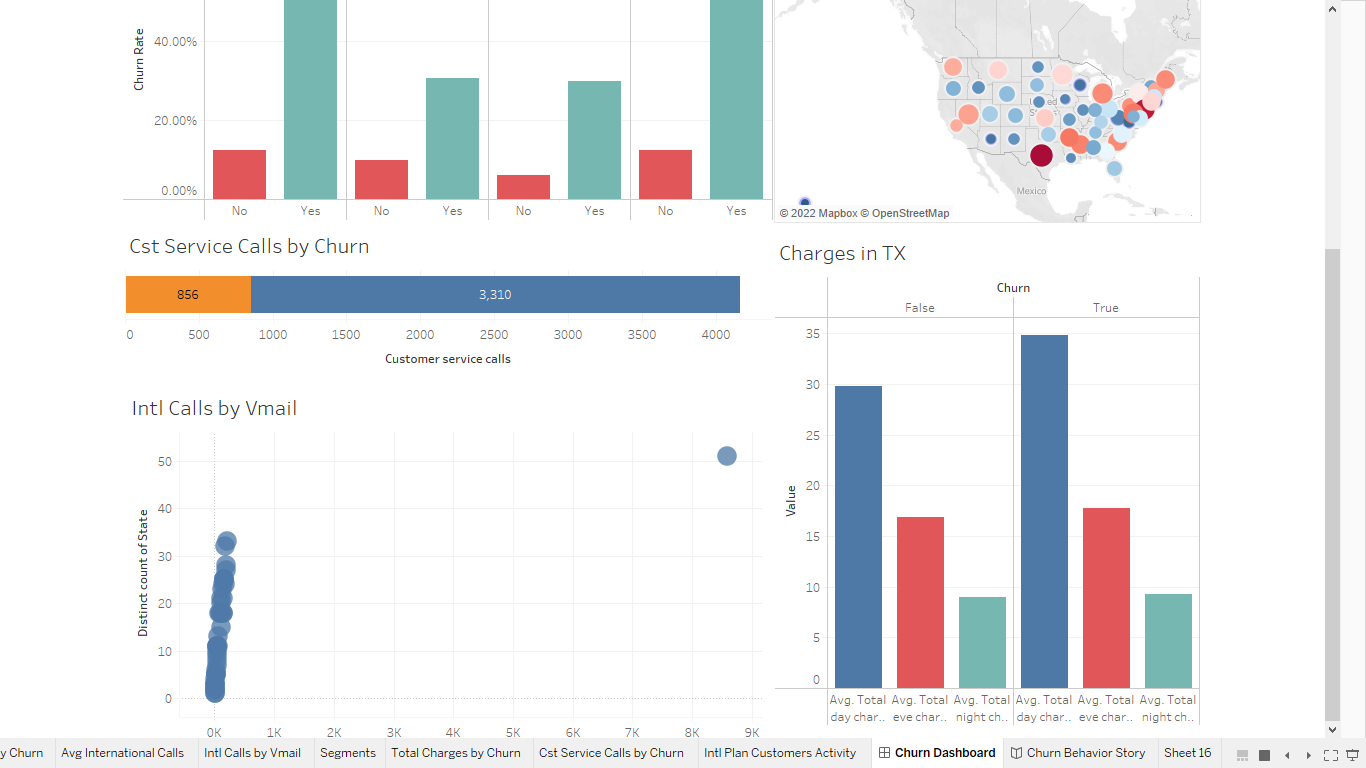 40.00%
Churn Rate
20.00%
0.00%
No Yes No Yes No Yes No Yes
Mexico
© 2022 Mapbox © OpenStreetMap
Cst Service Calls by Churn
856 3,310
0 500 1000 1500 2000 2500 3000 3500 4000
Customer service calls
Intl Calls by Vmail
50
40
30
20
10
0
Distinct count of State
0K 1K 2K 3K 4K 5K 6K 7K 8K 9K
Charges in TX
Churn
False True
35
30
25
20
15
10
5
0
Value
Avg. Total Avg. Total Avg. Total Avg. Total Avg. Total Avg. Total
day char.. eve char.. night ch.. day char.. eve char.. night ch..
y Churn Avg International Calls Intl Calls by Vmail Segments Total Charges by Churn Cst Service Calls by Churn Intl Plan Customers Activity Churn Dashboard Churn Behavior Story Sheet 16